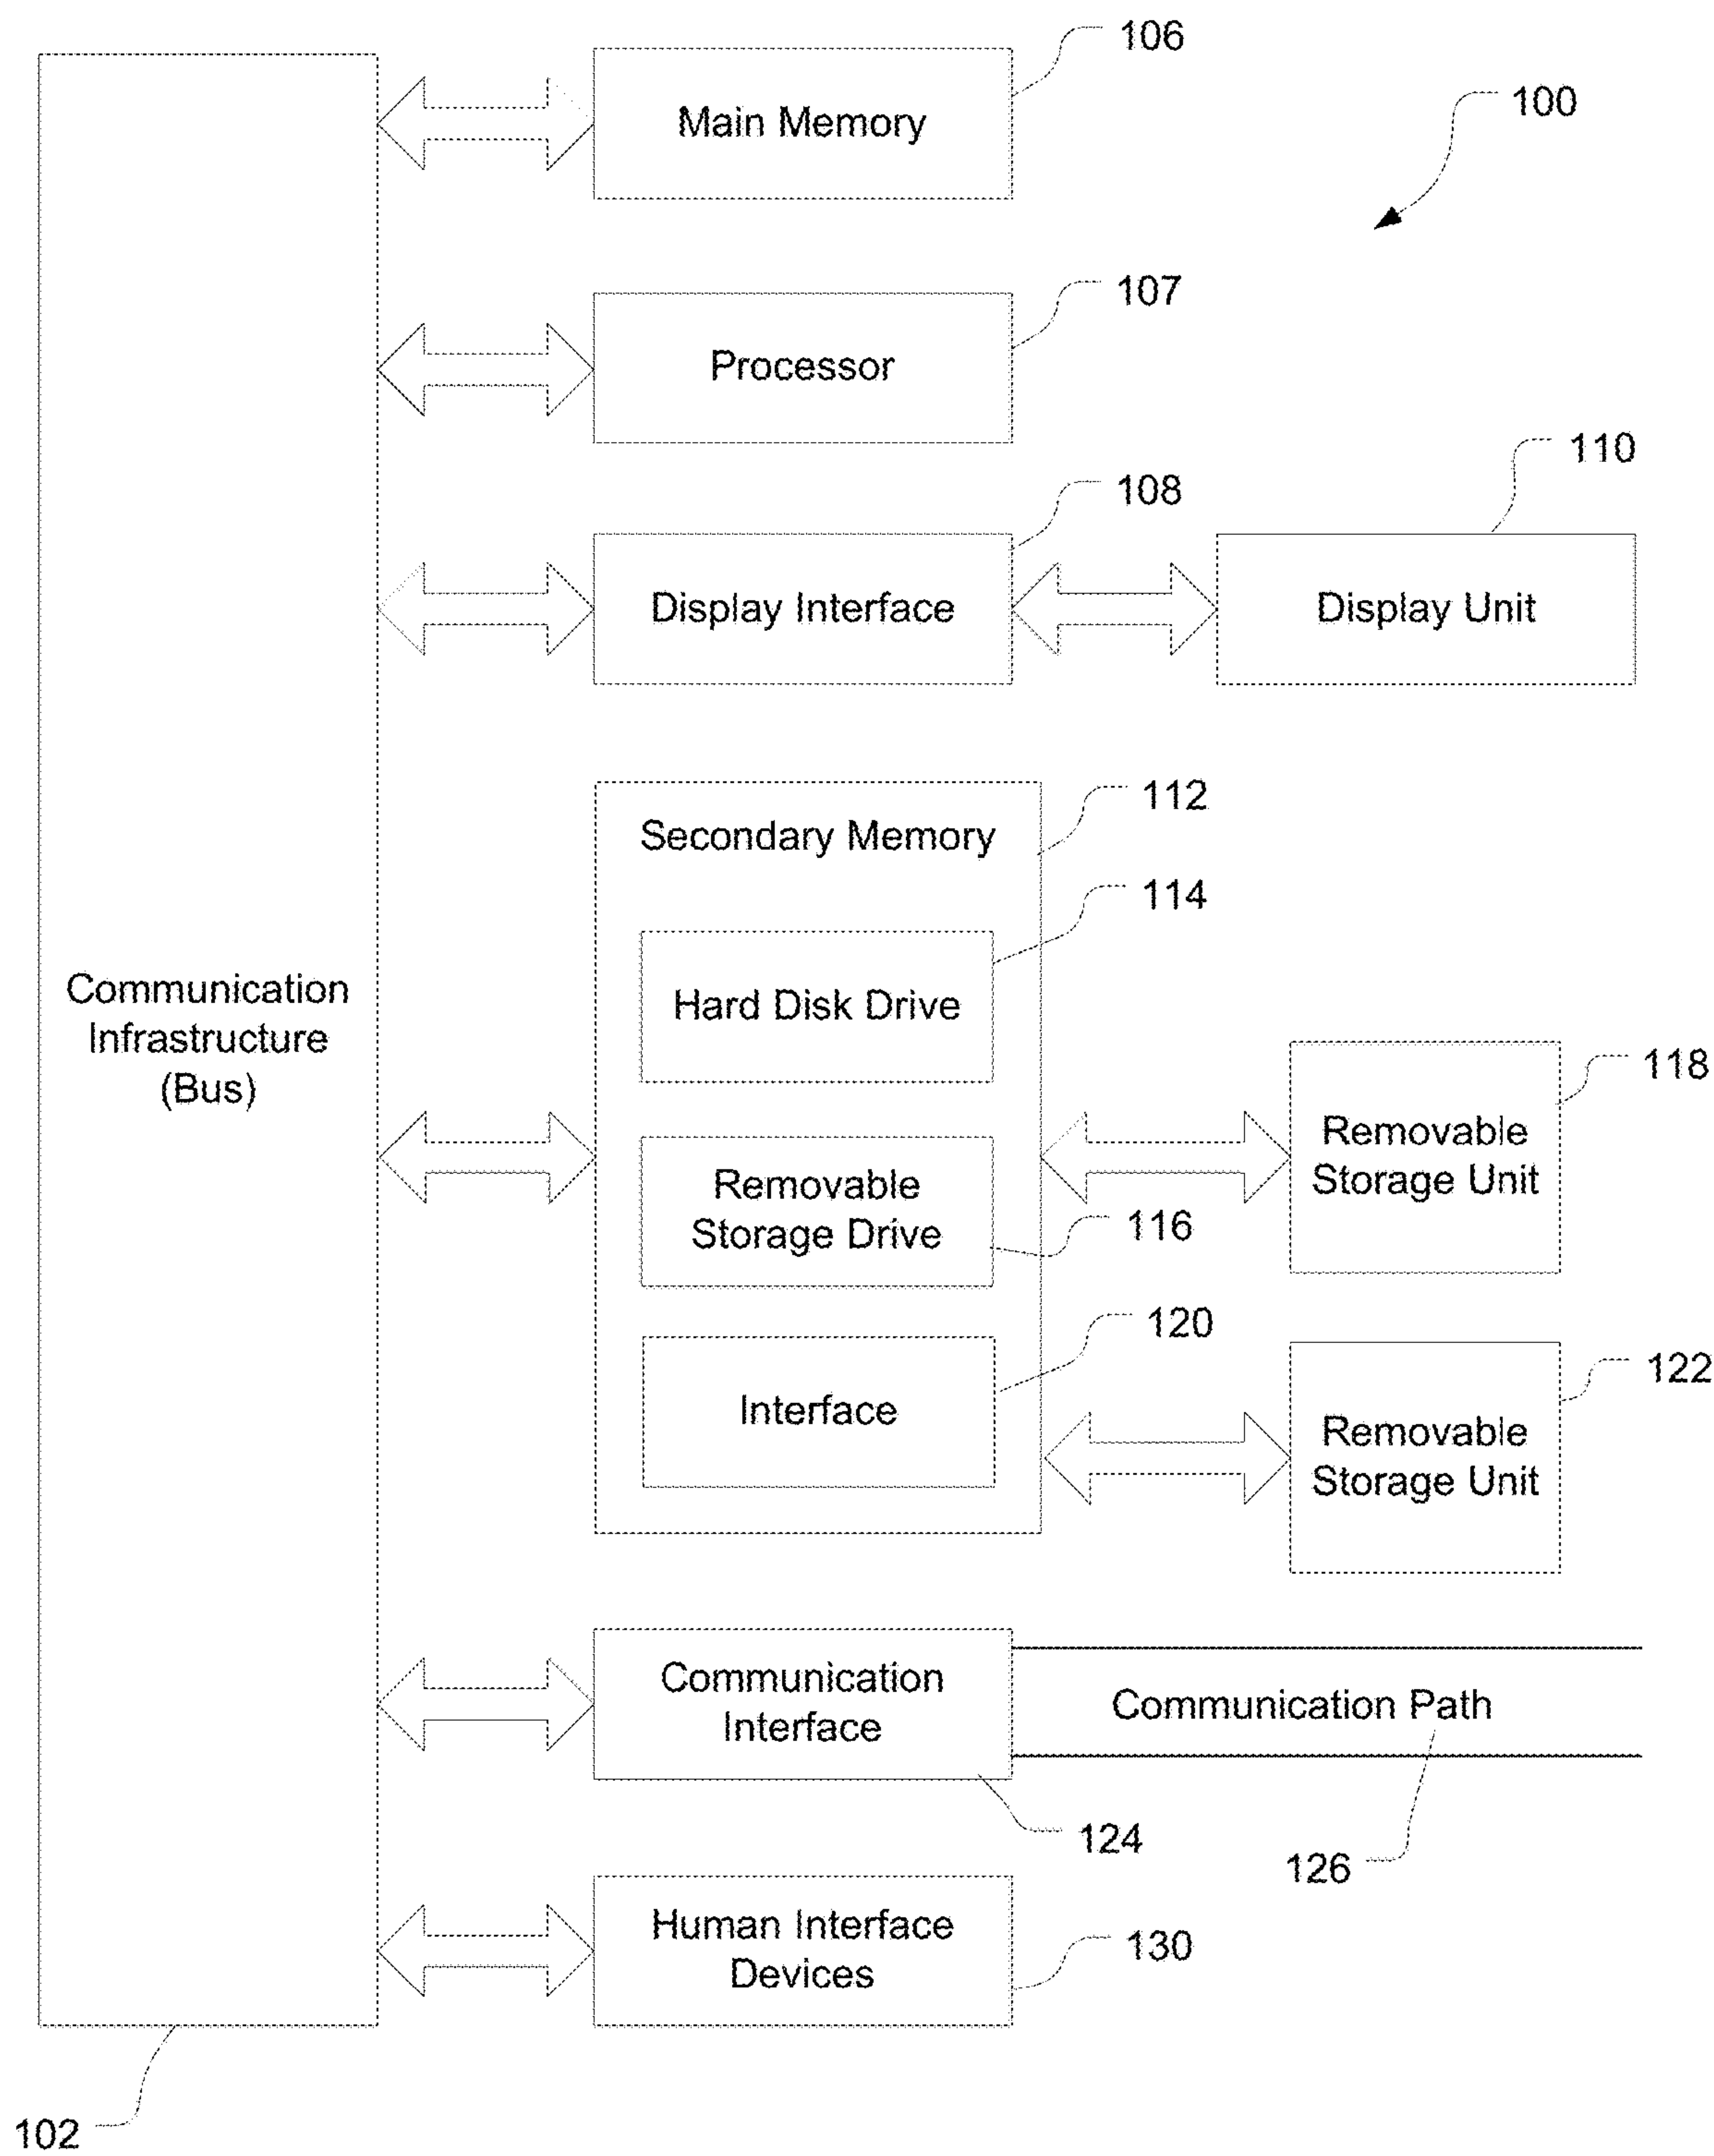 106
Main Memory
100
107
Processor
110
108
Display Interface
Display Unit
112
Secondary Memory
114
Hard Disk Drive
Communication
Infrastructure
(Bus)
118
Removable
Storage Unit
Removable
Storage Drive
116
120
Interface
122
Removable
Storage Unit
Communication
Interface
Communication Path
124
126
Human Interface
Devices
130
102